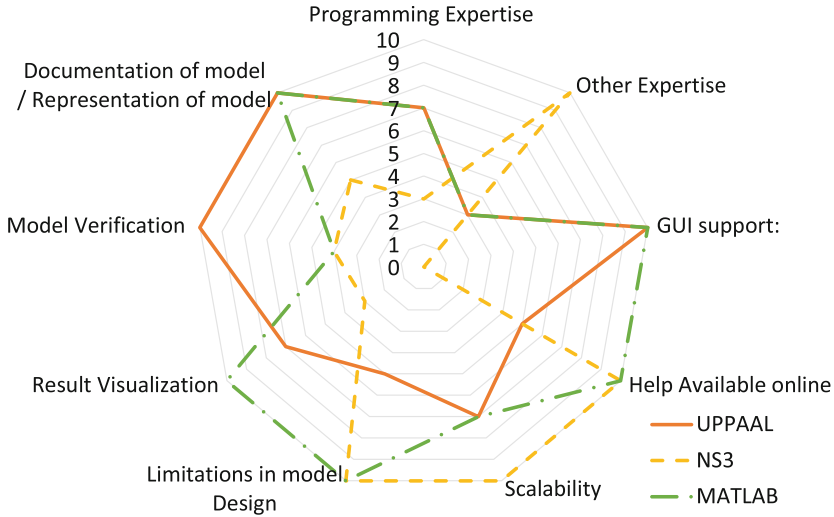 Programming Expertise
10
9
8
7
6
5
4
3
2
1
0
Other Expertise
GUI support:
Help Available online
Scalability
Limitations in model
Design
Result Visualization
Model Verification
Documentation of model
/ Representation of model
UPPAAL
NS3
MATLAB